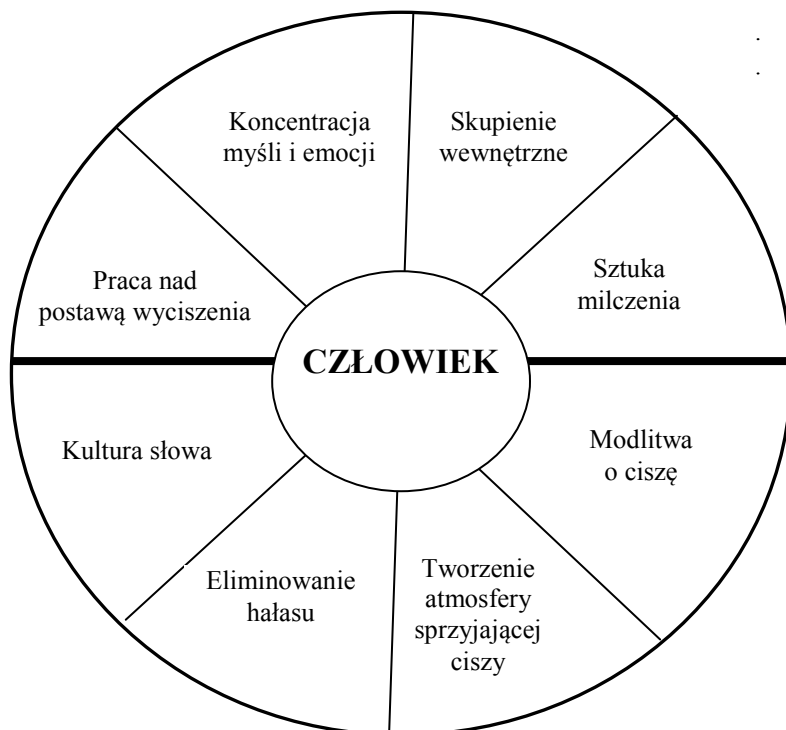 Koncentracja
myśli i emocji
Skupienie
wewnętrzne
Praca nad
postawą wyciszenia
Sztuka
milczenia
CZŁOWIEK
Kultura słowa
Modlitwa
o ciszę
Eliminowanie
hałasu
Tworzenie
atmosfery
sprzyjającej
ciszy